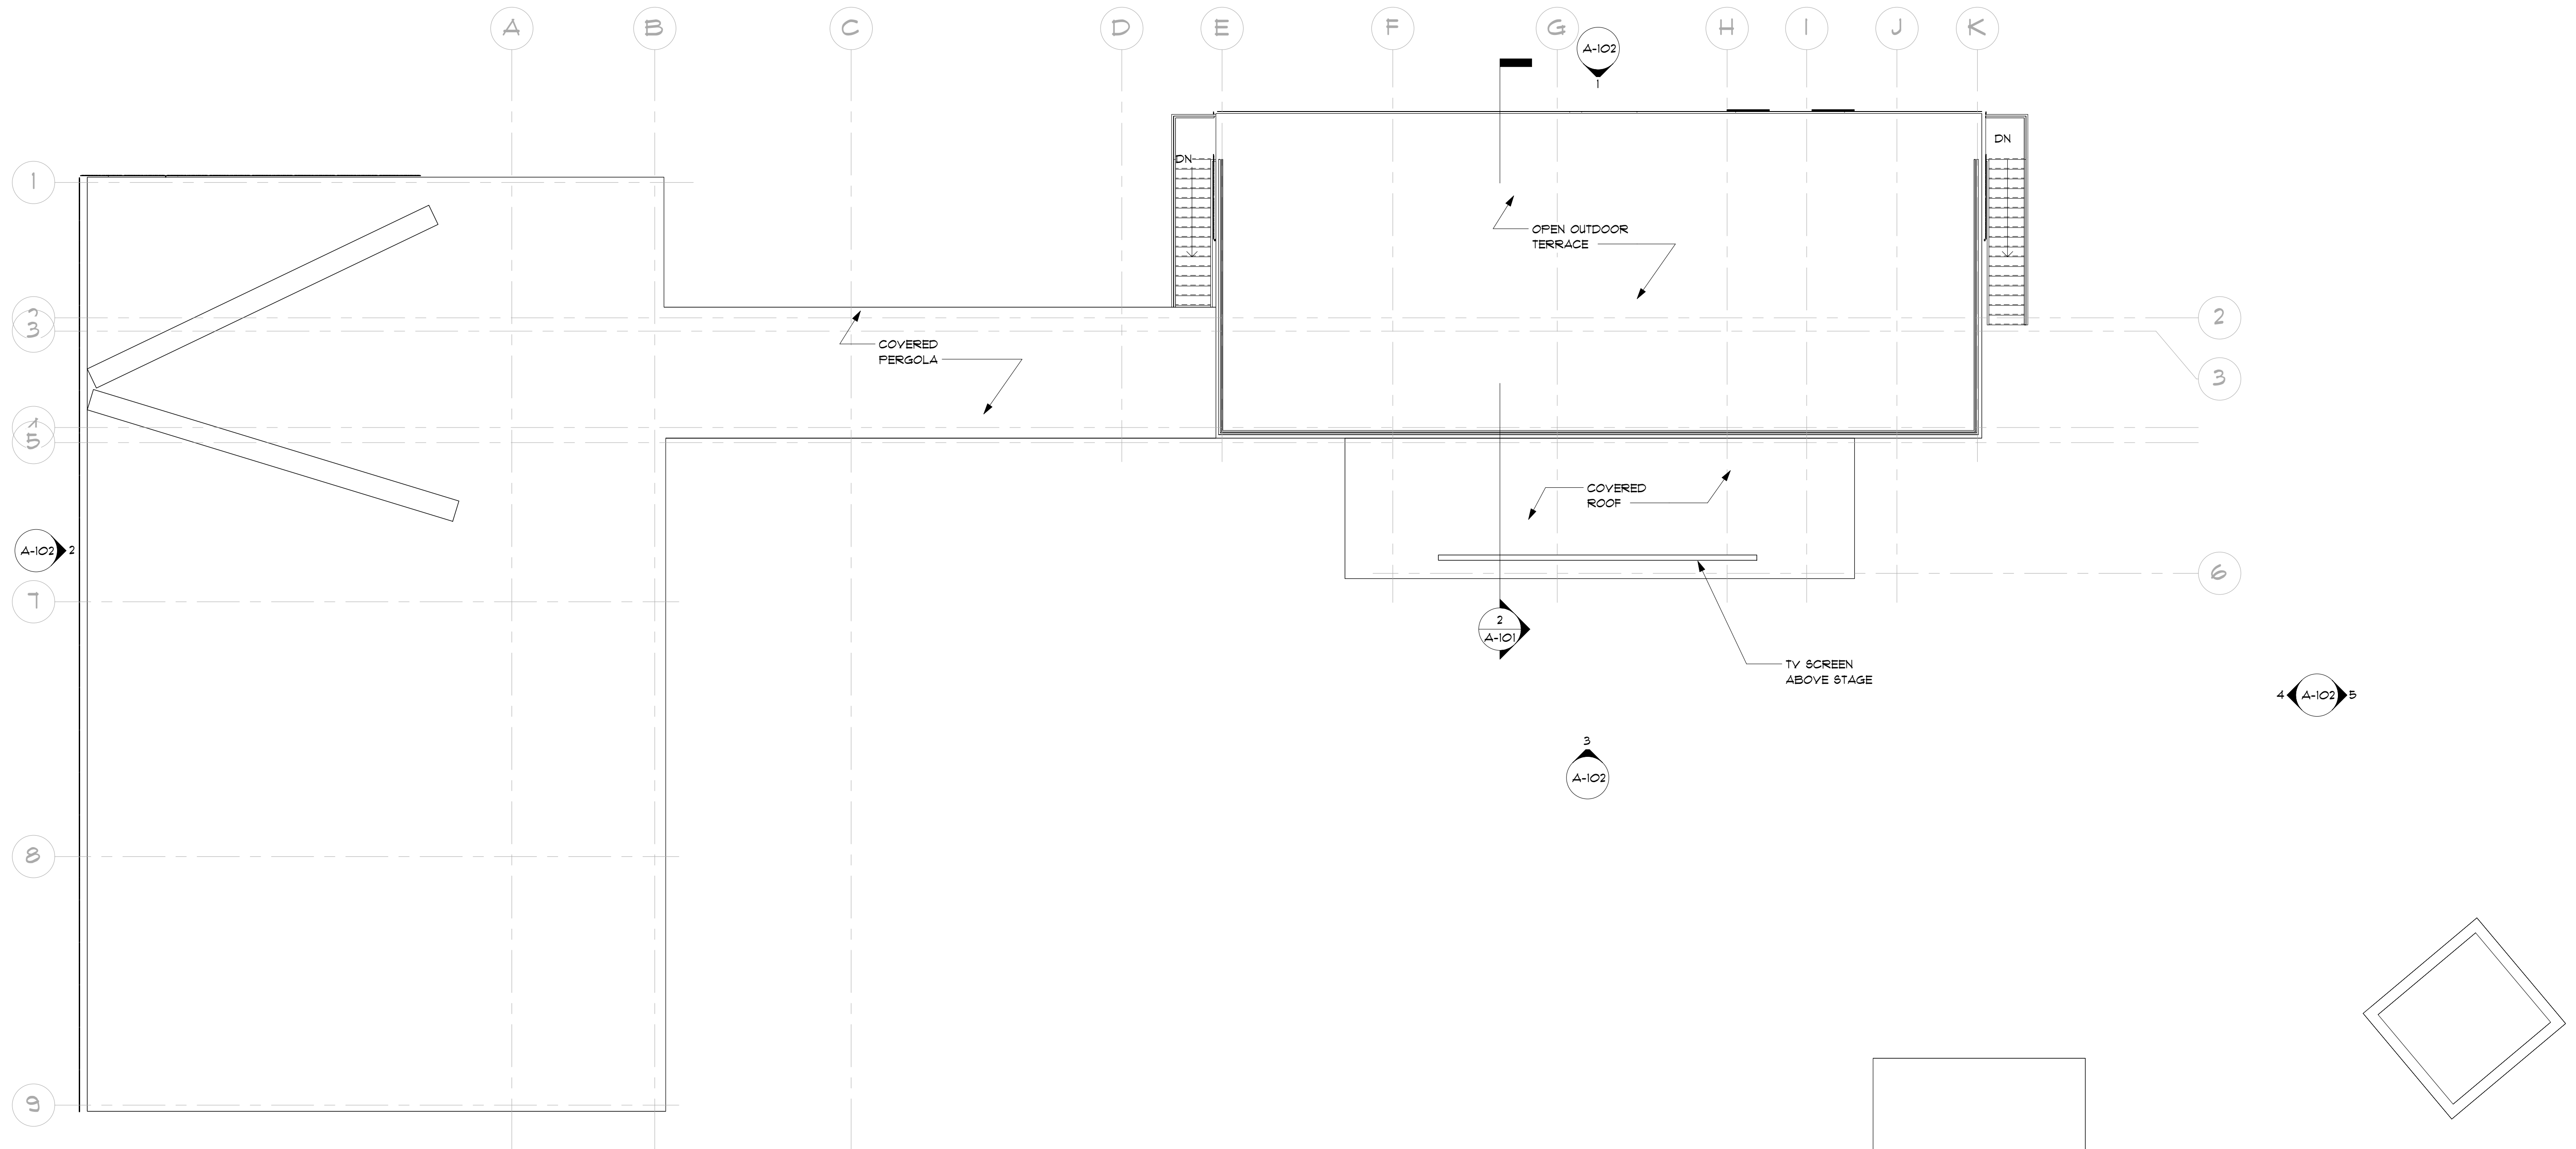 A
B
C
D
E
F
G
H
I
J
K
A-102
1
DN
DN
1
OPEN OUTDOOR
TERRACE
2
3
2
3
COVERED
PERGOLA
5
COVERED
ROOF
A-102
2
6
7
2
A-101
TV SCREEN
ABOVE STAGE
4
A-102
5
3
A-102
8
9